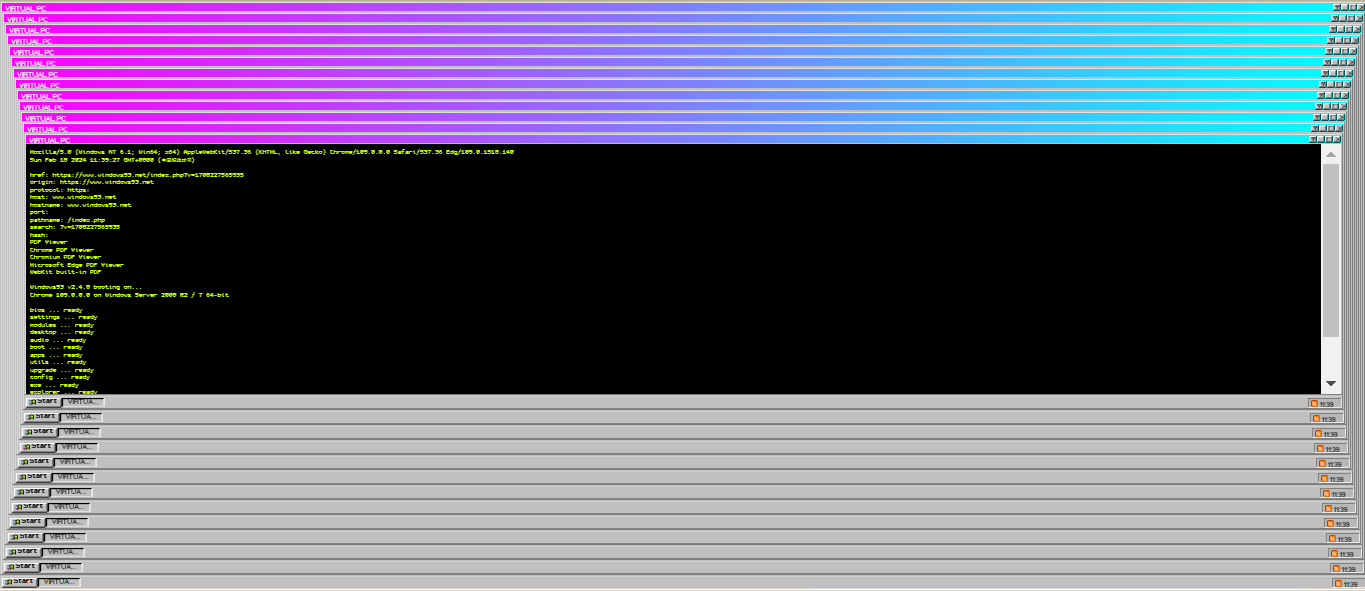 VIRTUAL PC
VIRTUAL PC
VIRTUAL PC
VIRTUAL PC
VIRTUAL PC
VIRTUAL PC
VIRTUAL PC
VIRTUAL PC
VIRTUAL PC
VIRTUAL PC
VIRTUAL PC
VIRTUAL PC
VIRTUAL PC
Mozilla/5.0 (Windows NT 6.1; Win64; x64) AppleWebKit/537.36 (KHTML, like Gecko) Chrome/109.0.0.0 Safari/537.36 Edg/109.0.1518.140
Sun Feb 18 2024 11:39:27 GMT+0800 (中国标准时间)
href: https://www.windows93.net/index.php?v=1708227565935
origin: https://www.windows93.net
protocol: https:
host: www.windows93.net
hostname: www.windows93.net
port:
pathname: /index.php
search: ?v=1708227565935
hash:
PDF Viewer
Chrome PDF Viewer
Chromium PDF Viewer
Microsoft Edge PDF Viewer
WebKit built-in PDF
Windows93 v2.4.8 booting on...
Chrome 109.0.0.0 on Windows Server 2008 R2 / 7 64-bit
bios ... ready
settings ... ready
modules ... ready
desktop ... ready
audio ... ready
boot ... ready
apps ... ready
utils ... ready
upgrade ... ready
config ... ready
exe ... ready
explorer ... ready
Start VIRTUA... 11:39
Start VIRTUA... 11:39
Start VIRTUA... 11:39
Start VIRTUA... 11:39
Start VIRTUA... 11:39
Start VIRTUA... 11:39
Start VIRTUA... 11:39
Start VIRTUA... 11:39
Start VIRTUA... 11:39
Start VIRTUA... 11:39
Start VIRTUA... 11:39
Start VIRTUA... 11:39
Start VIRTUA... 11:39